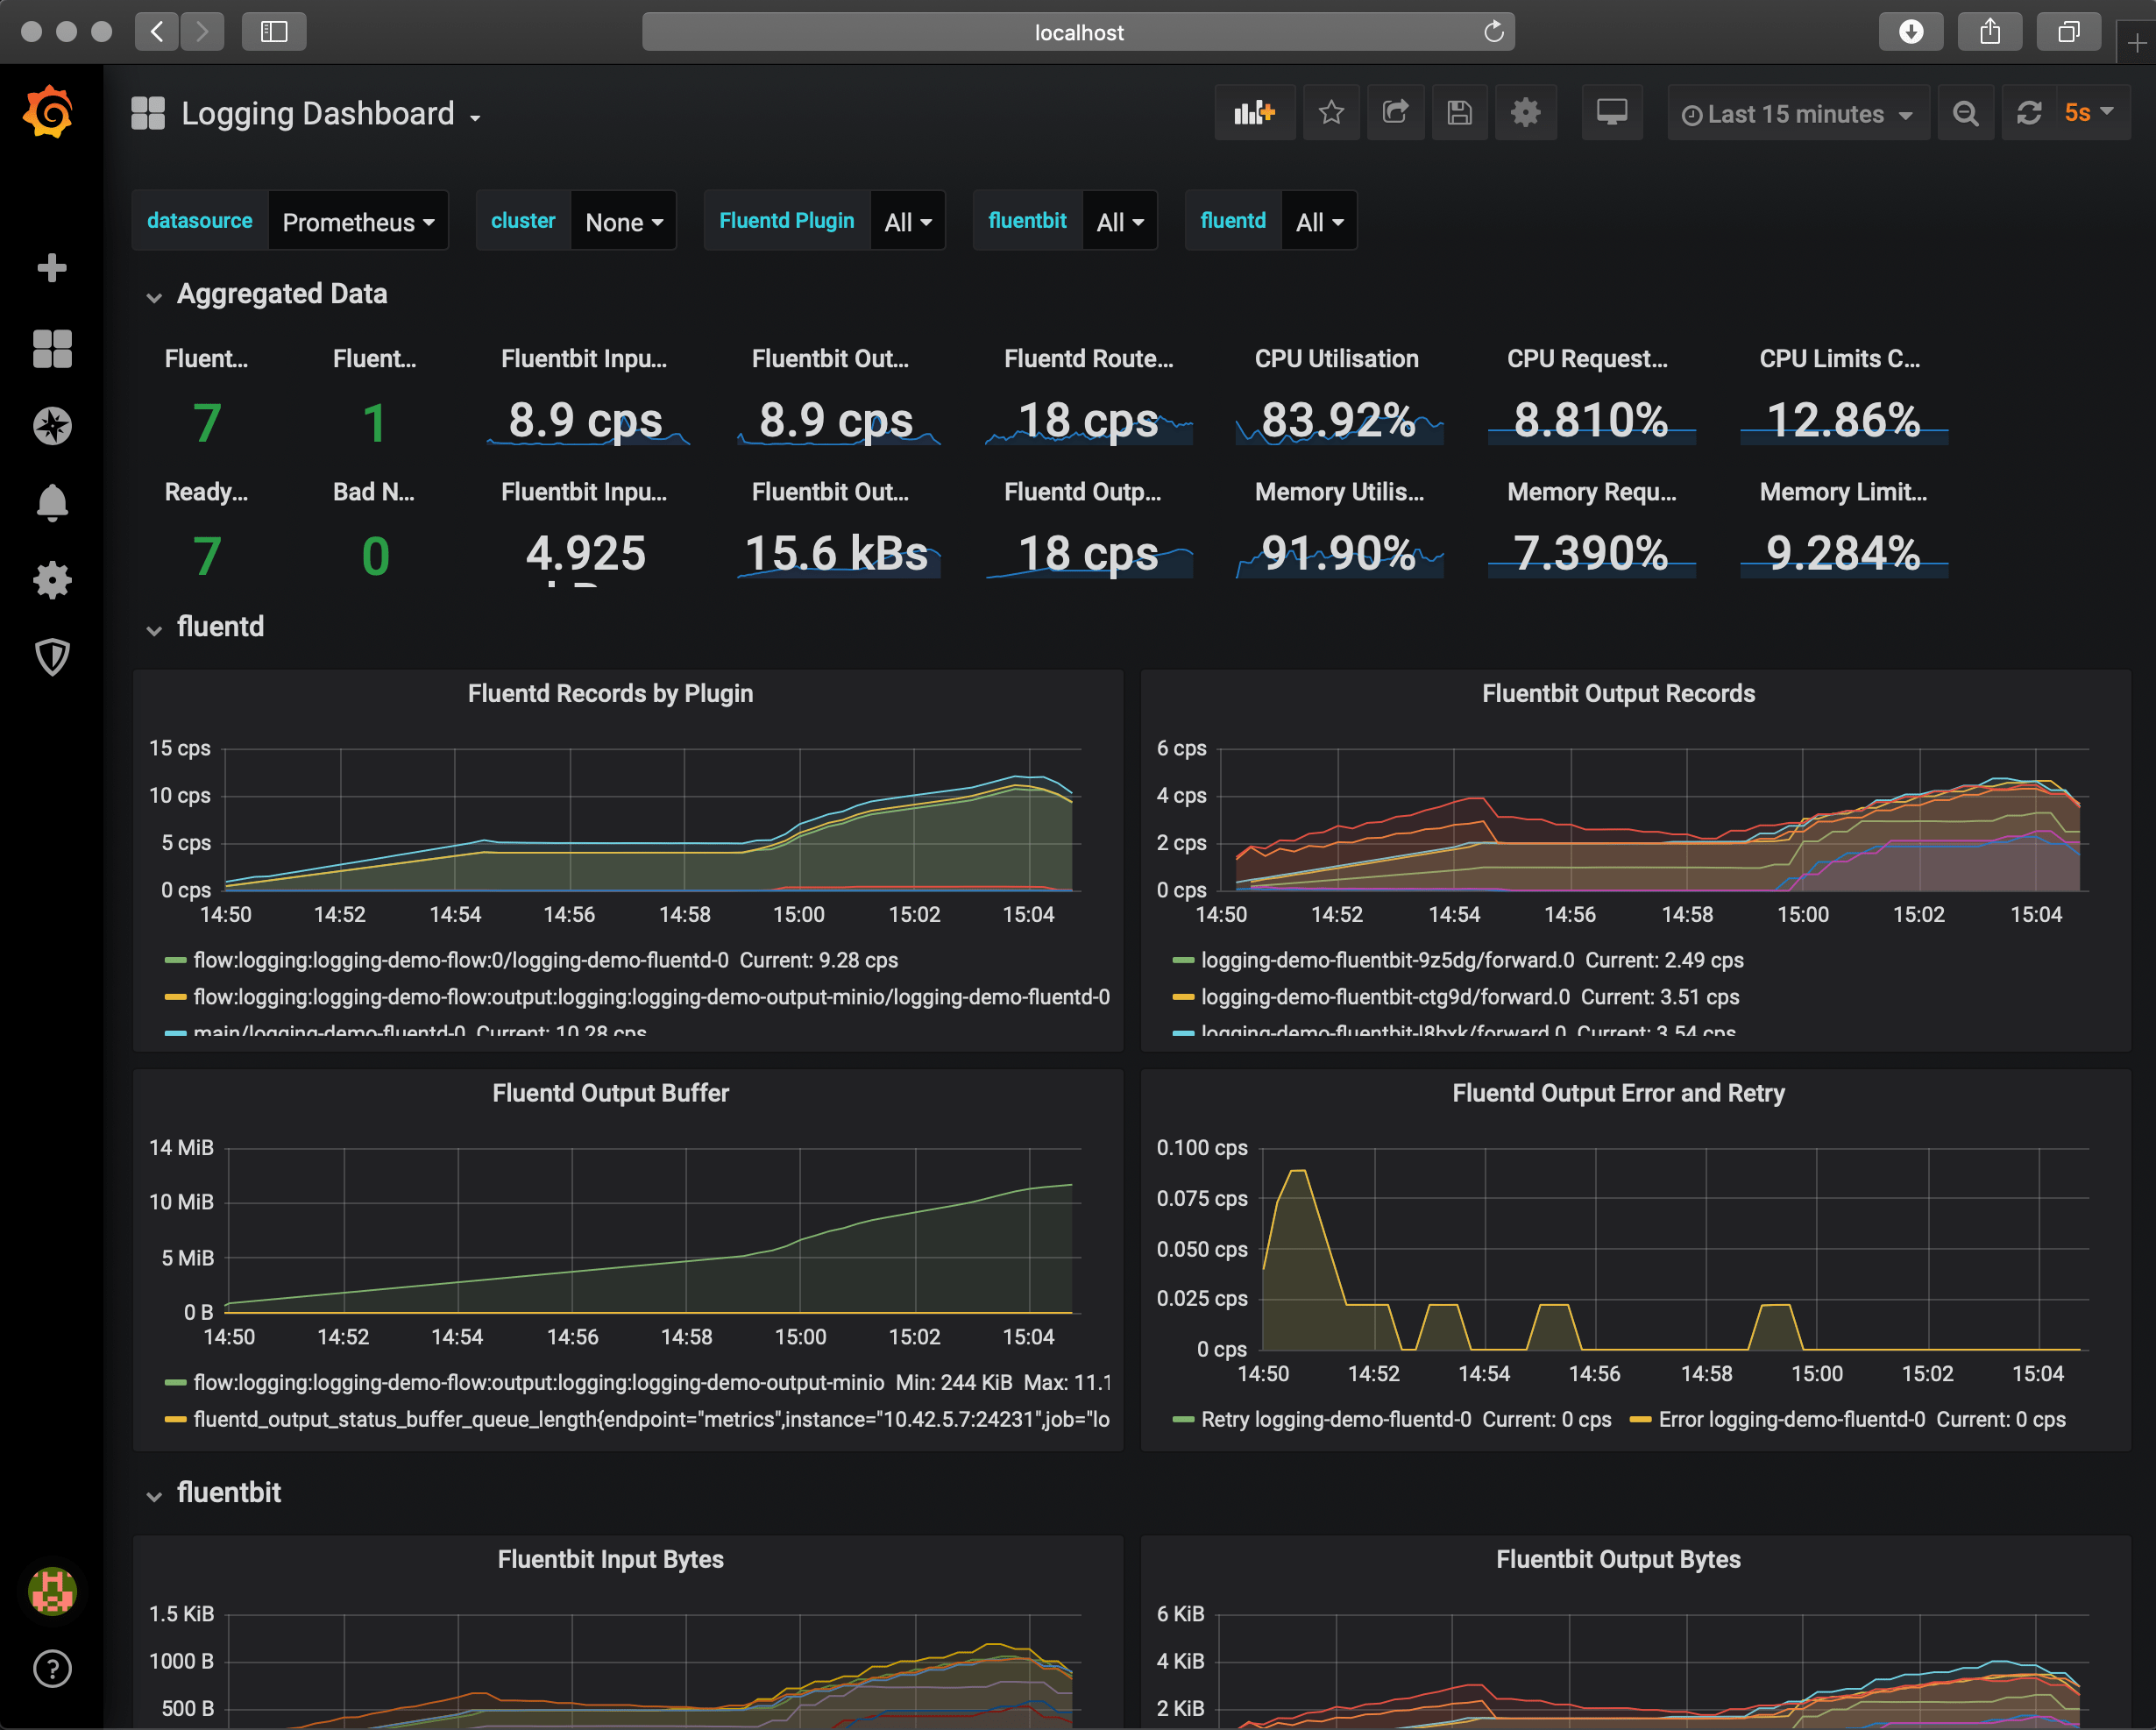 localhost
Logging Dashboard
Last 15 minutes
5s
datasource Prometheus cluster None Fluentd Plugin All fluentbit All fluentd All
Aggregated Data
Fluent... Fluent... Fluentbit Inpu... Fluentbit Out... Fluentd Route... CPU Utilisation CPU Request... CPU Limits C...
7 1 8.9 cps 8.9 cps 18 cps 83.92% 8.810% 12.86%
Ready... Bad N... Fluentbit Inpu... Fluentbit Out... Fluentd Outp... Memory Utilis... Memory Requ... Memory Limit...
7 0 4.925 15.6 kBs 18 cps 91.90% 7.390% 9.284%
fluentd
Fluentd Records by Plugin
15 cps
10 cps
5 cps
0 cps
14:50 14:52 14:54 14:56 14:58 15:00 15:02 15:04
flow:logging:logging-demo-flow:0/logging-demo-fluentd-0 Current: 9.28 cps
flow:logging:logging-demo-flow:output:logging:logging-demo-output-minio/logging-demo-fluentd-0
main/logging-demo-fluentd-0 Current: 10.28 cps
Fluentbit Output Records
6 cps
4 cps
2 cps
0 cps
14:50 14:52 14:54 14:56 14:58 15:00 15:02 15:04
logging-demo-fluentbit-9z5dg/forward.0 Current: 2.49 cps
logging-demo-fluentbit-ctg9d/forward.0 Current: 3.51 cps
logging-demo-fluentbit-l8bxk/forward.0 Current: 3.54 cps
Fluentd Output Buffer
14 MiB
10 MiB
5 MiB
0 B
14:50 14:52 14:54 14:56 14:58 15:00 15:02 15:04
flow:logging:logging-demo-flow:output:logging:logging-demo-output-minio Min: 244 KiB Max: 11.1
fluentd_output_status_buffer_queue_length{endpoint="metrics",instance="10.42.5.7:24231",job="lo
Fluentd Output Error and Retry
0.100 cps
0.075 cps
0.050 cps
0.025 cps
0 cps
14:50 14:52 14:54 14:56 14:58 15:00 15:02 15:04
Retry logging-demo-fluentd-0 Current: 0 cps Error logging-demo-fluentd-0 Current: 0 cps
fluentbit
Fluentbit Input Bytes
1.5 KiB
1000 B
500 B
Fluentbit Output Bytes
6 KiB
4 KiB
2 KiB